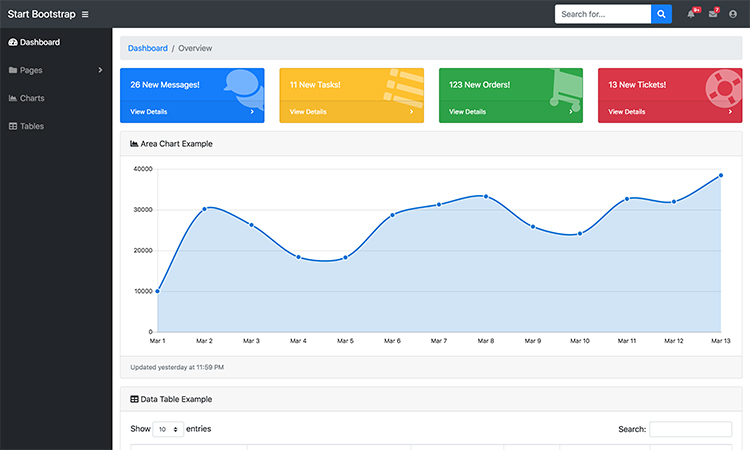 Start Bootstrap
Search for...
9+
7
Dashboard
Pages
Charts
Tables
Dashboard / Overview
26 New Messages!
View Details
11 New Tasks!
View Details
123 New Orders!
View Details
13 New Tickets!
View Details
Area Chart Example
40000
30000
20000
10000
0
Mar 1 Mar 2 Mar 3 Mar 4 Mar 5 Mar 6 Mar 7 Mar 8 Mar 9 Mar 10 Mar 11 Mar 12 Mar 13
Updated yesterday at 11:59 PM
Data Table Example
Show 10 entries Search: